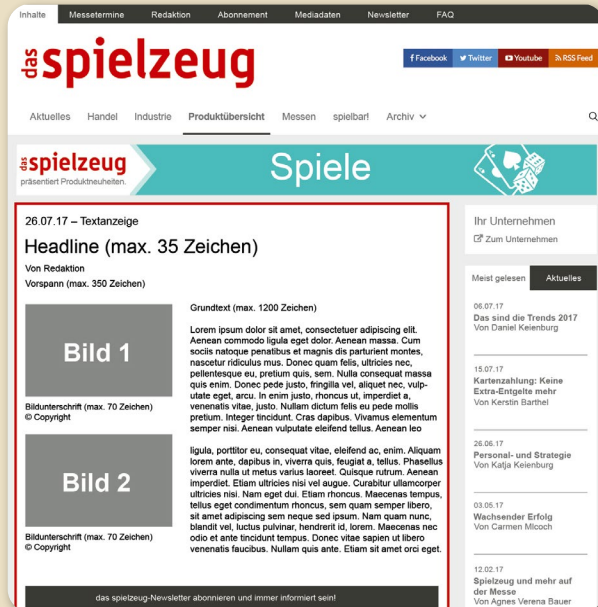 Inhalte Messetermine Redaktion Abonnement Mediadaten Newsletter FAQ
das spielzeug
Facebook Twitter Youtube RSS Feed
Aktuelles Handel Industrie Produktübersicht Messen spielbar! Archiv
das spielzeug
präsentiert Produktneuheiten.
Spiele
26.07.17 – Textanzeige
Headline (max. 35 Zeichen)
Von Redaktion
Vorspann (max. 350 Zeichen)
Bild 1
Bildunterschrift (max. 70 Zeichen)
© Copyright
Bild 2
Bildunterschrift (max. 70 Zeichen)
© Copyright
Grundtext (max. 1200 Zeichen)
Lorem ipsum dolor sit amet, consectetuer adipiscing elit.
Aenean commodo ligula eget dolor. Aenean massa. Cum
sociis natoque penatibus et magnis dis parturient montes,
nascetur ridiculus mus. Donec quam felis, ultricies nec,
pellentesque eu, pretium quis, sem. Nulla consequat massa
quis enim. Donec pede justo, fringilla vel, aliquet nec, vulp-
utate eget, arcu. In enim justo, rhoncus ut, imperdiet a,
venenatis vitae, justo. Nullam dictum felis eu pede mollis
pretium. Integer tincidunt. Cras dapibus. Vivamus elementum
semper nisi. Aenean vulputate eleifend tellus. Aenean leo
ligula, porttitor eu, consequat vitae, eleifend ac, enim. Aliquam
lorem ante, dapibus in, viverra quis, feugiat a, tellus. Phasellus
viverra nulla ut metus varius laoreet. Quisque rutrum. Aenean
imperdiet. Etiam ultricies nisi vel augue. Curabitur ullamcorper
ultricies nisi. Nam eget dui. Etiam rhoncus. Maecenas tempus,
tellus eget condimentum rhoncus, sem quam semper libero,
sit amet adipiscing sem neque sed ipsum. Nam quam nunc,
blandit vel, luctus pulvinar, hendrerit id, lorem. Maecenas nec
odio et ante tincidunt tempus. Donec vitae sapien ut libero
venenatis faucibus. Nullam quis ante. Etiam sit amet orci eget.
das spielzeug-Newsletter abonnieren und immer informiert sein!
Ihr Unternehmen
Zum Unternehmen
Meist gelesen Aktuelles
06.07.17
Das sind die Trends 2017
Von Daniel Keienburg
15.07.17
Kartenzahlung: Keine
Extra-Entgelte mehr
Von Kerstin Barthel
26.06.17
Personal- und Strategie
Von Katja Keienburg
03.05.17
Wachsender Erfolg
Von Carmen Mlcoch
12.02.17
Spielzeug und mehr auf
der Messe
Von Agnes Verena Bauer